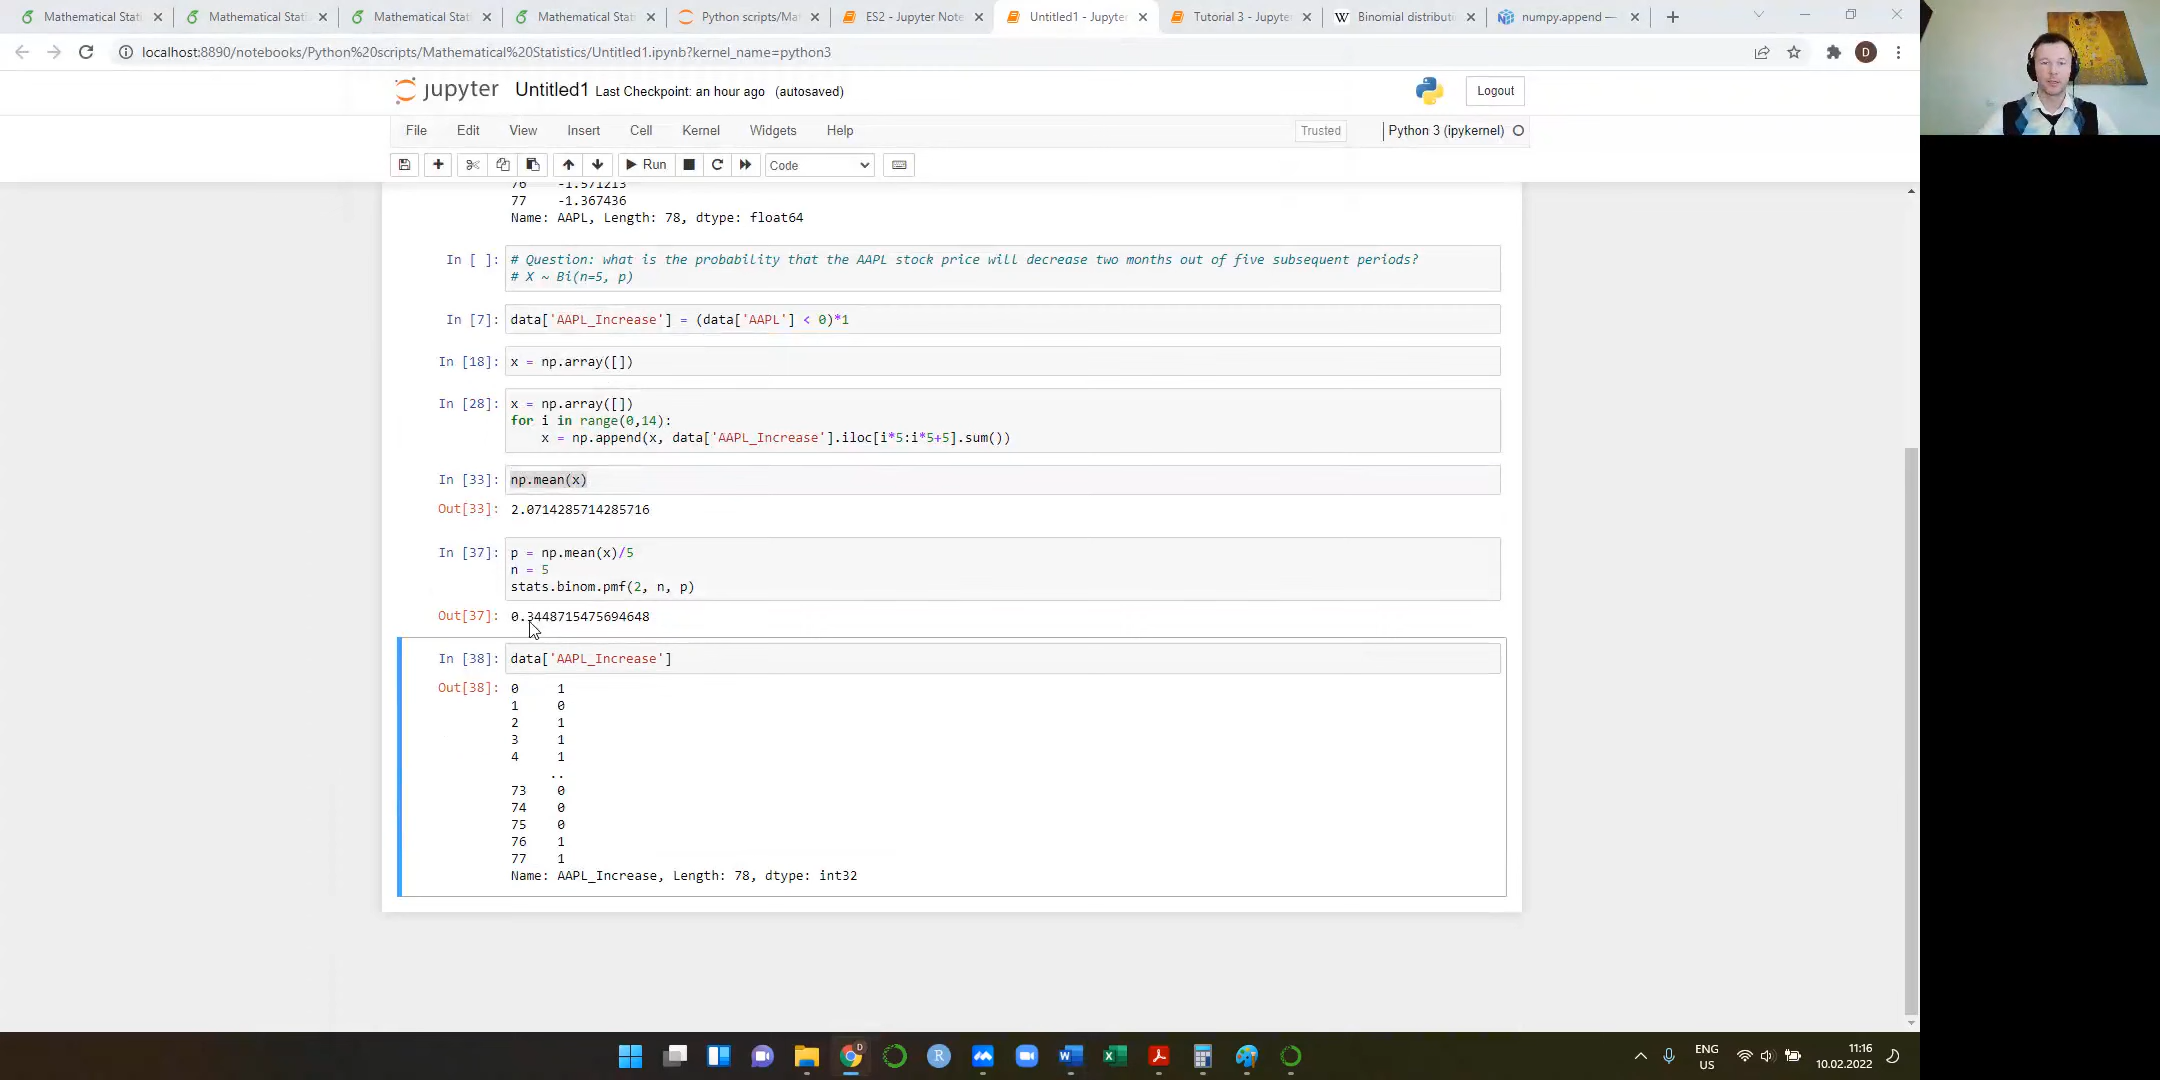 Mathematical Stati
Mathematical Stati
Mathematical Stati
Mathematical Stati
Python scripts/Ma
ES2 - Jupyter Note
Untitled1 - Jupyter
Tutorial 3 - Jupyter
Binomial distributi
numpy.append —
localhost:8890/notebooks/Python%20scripts/Mathematical%20Statistics/Untitled1.ipynb?kernel_name=python3
D
jupyter Untitled1 Last Checkpoint: an hour ago (autosaved)
Logout
File Edit View Insert Cell Kernel Widgets Help
Trusted
Python 3 (ipykernel)
Run
Code
76 -1.571213
77 -1.367436
Name: AAPL, Length: 78, dtype: float64
In [ ]: # Question: what is the probability that the AAPL stock price will decrease two months out of five subsequent periods?
# X ~ Bi(n=5, p)
In [7]: data['AAPL_Increase'] = (data['AAPL'] < 0)*1
In [18]: x = np.array([])
In [28]: x = np.array([])
for i in range(0,14):
x = np.append(x, data['AAPL_Increase'].iloc[i*5:i*5+5].sum())
In [33]: np.mean(x)
Out[33]: 2.0714285714285716
In [37]: p = np.mean(x)/5
n = 5
stats.binom.pmf(2, n, p)
Out[37]: 0.3448715475694648
In [38]: data['AAPL_Increase']
Out[38]: 0 1
1 0
2 1
3 1
4 1
..
73 0
74 0
75 0
76 1
77 1
Name: AAPL_Increase, Length: 78, dtype: int32
ENG
US
11:16
10.02.2022